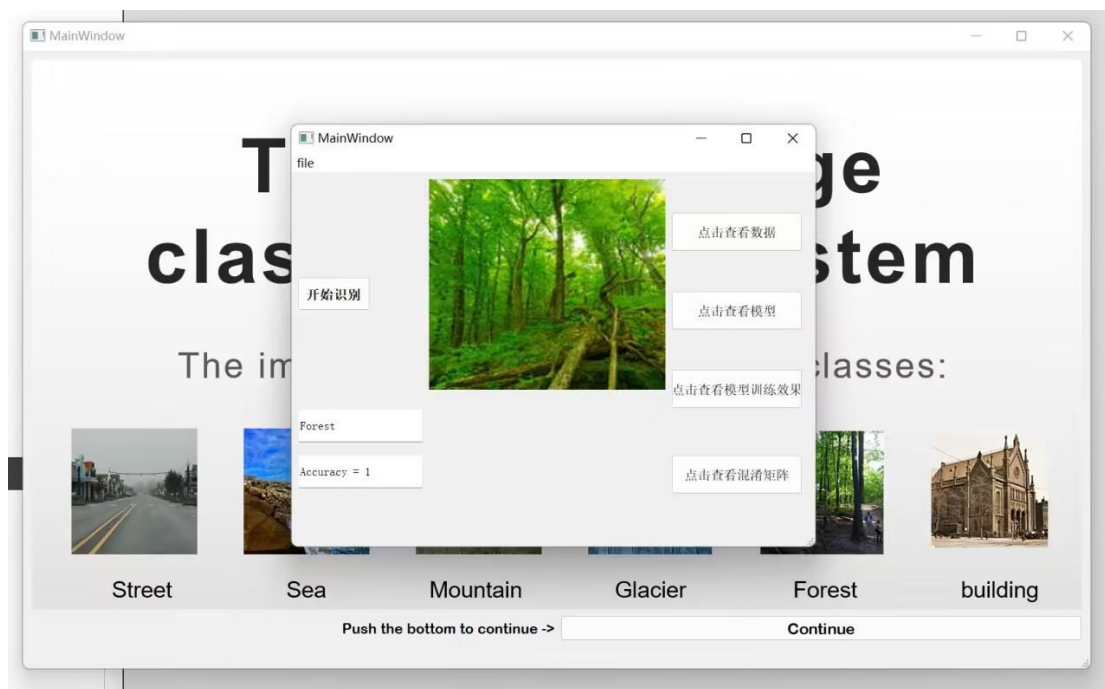 MainWindow
MainWindow
file
T
ge
clas
stem
The im
classes:
开始识别
点击查看数据
点击查看模型
点击查看模型训练效果
点击查看混淆矩阵
Forest
Accuracy = 1
Street Sea Mountain Glacier Forest building
Push the bottom to continue -> Continue